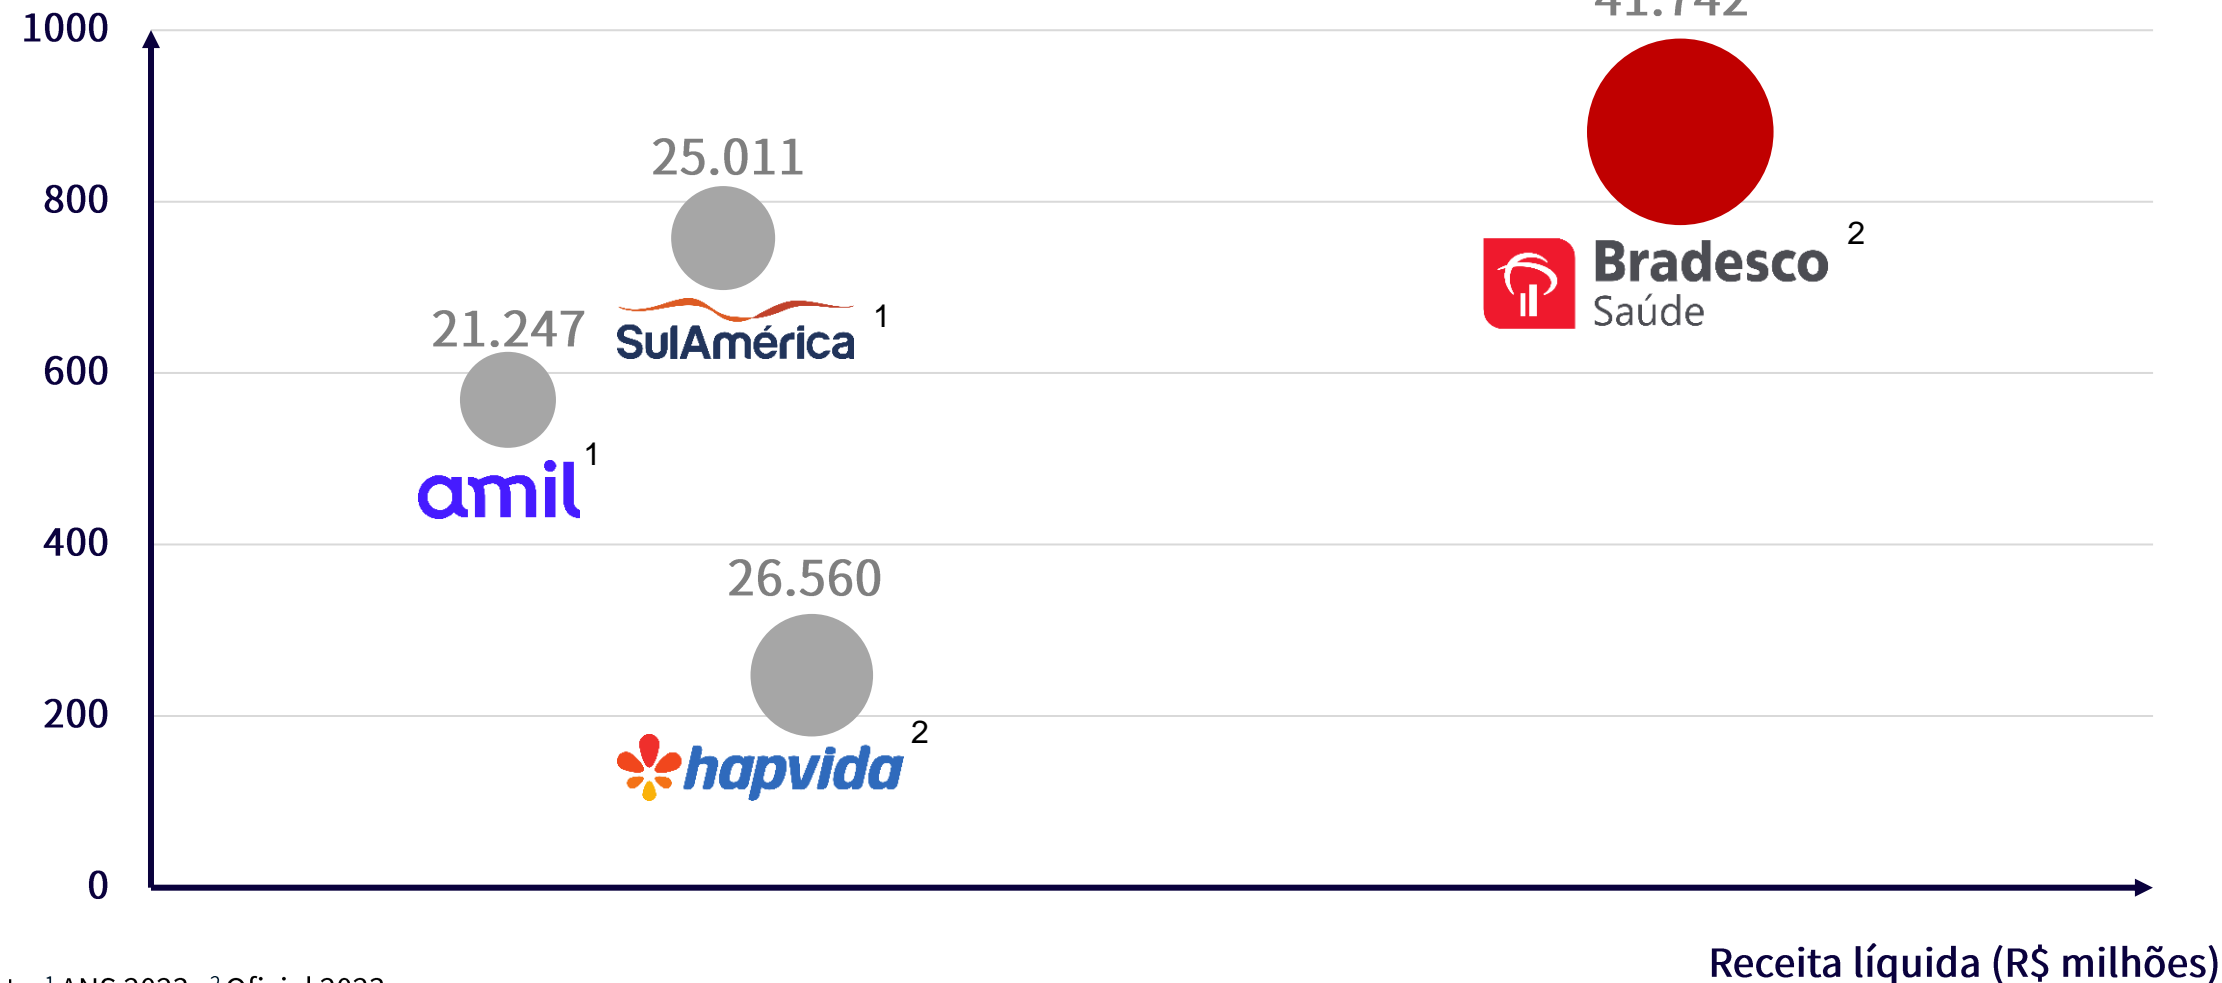 41.742
1000
25.011
800
2
Bradesco
Saúde
21.247
SulAmérica 1
600
1
amil
400
26.560
200
2
hapvida
0
Receita líquida (R$ milhões)